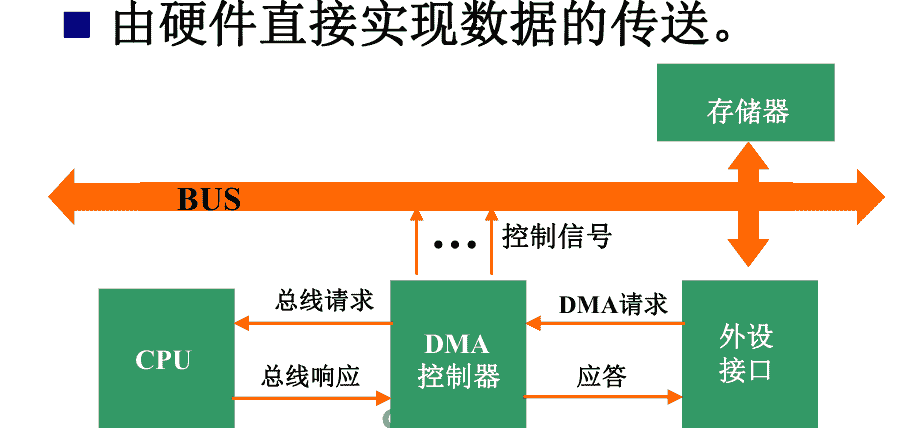 由硬件直接实现数据的传送。
存储器
BUS
… 控制信号
总线请求
DMA请求
CPU
DMA
控制器
外设
接口
总线响应
应答